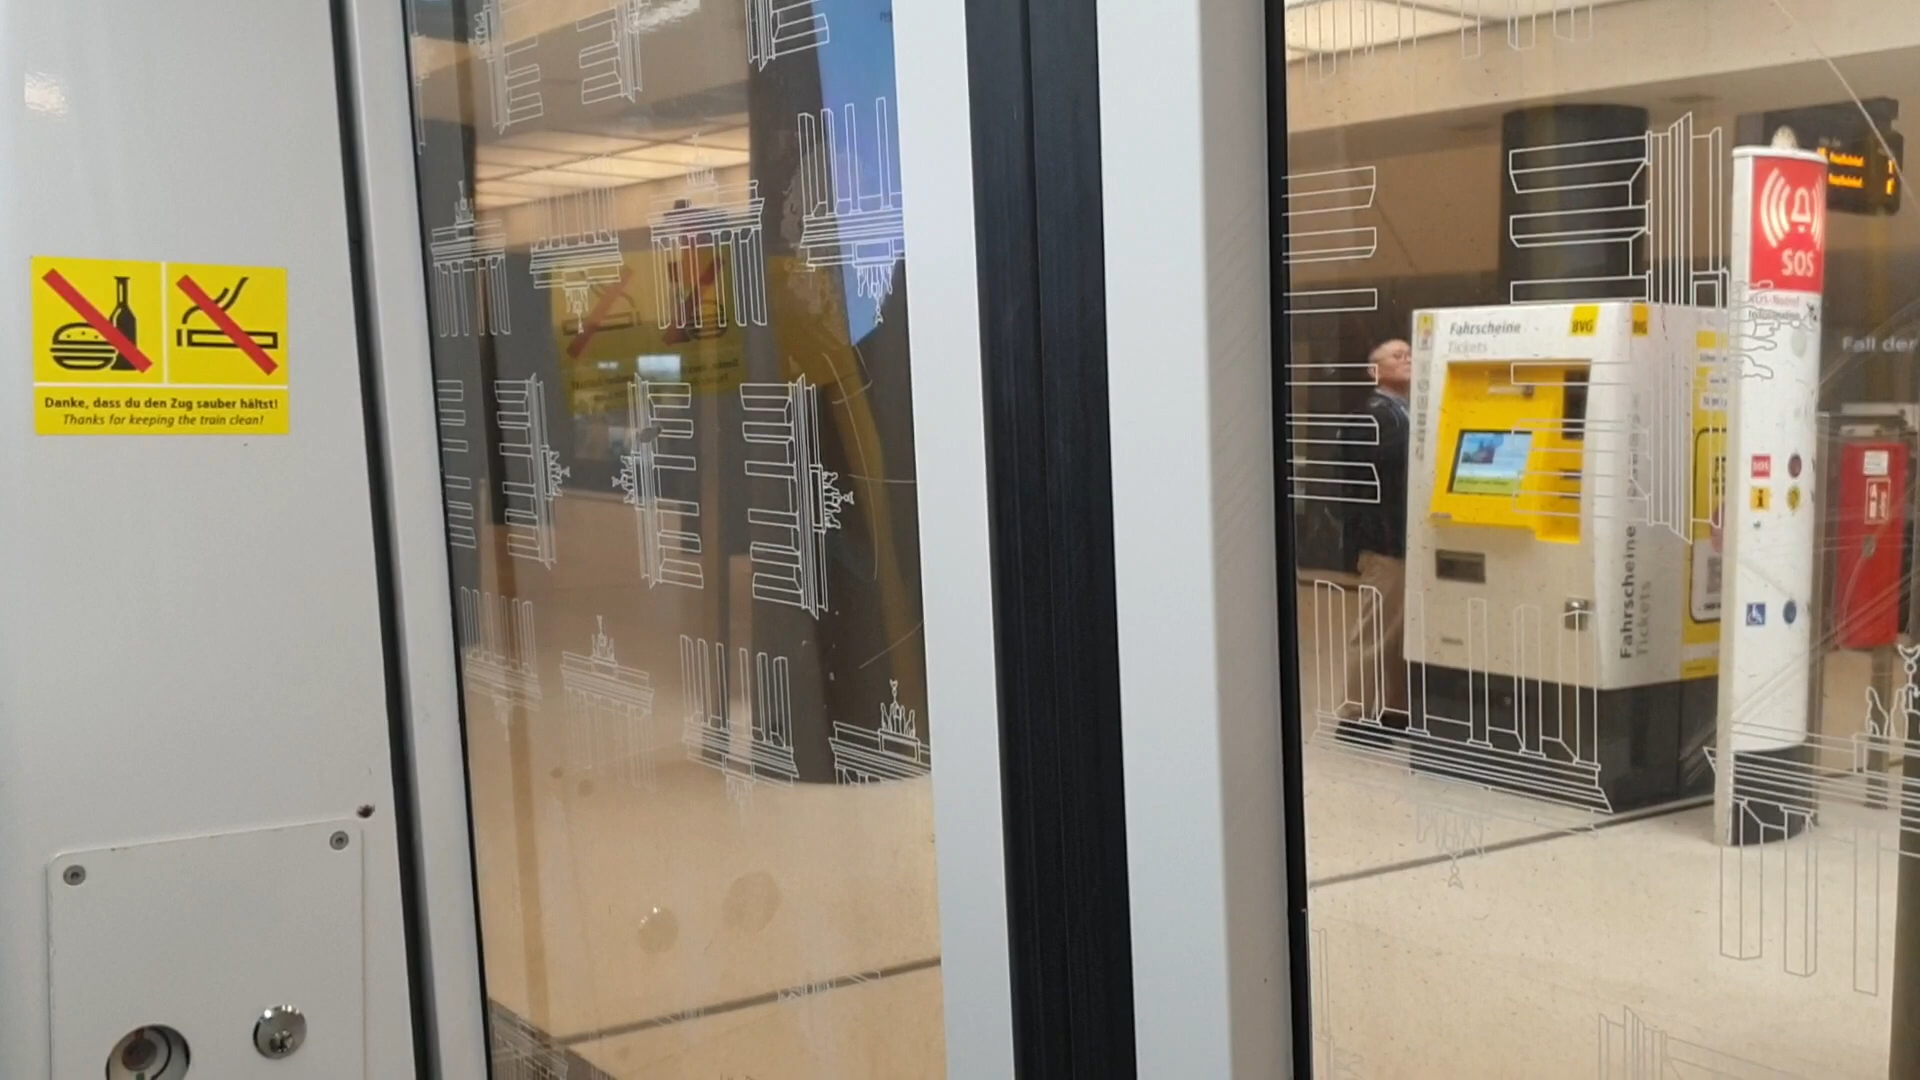 Danke, dass du den Zug sauber hältst!
Thanks for keeping the train clean!
Fahrscheine
Tickets
BVG
Fahrscheine
Tickets
SOS
SOS
Fall der